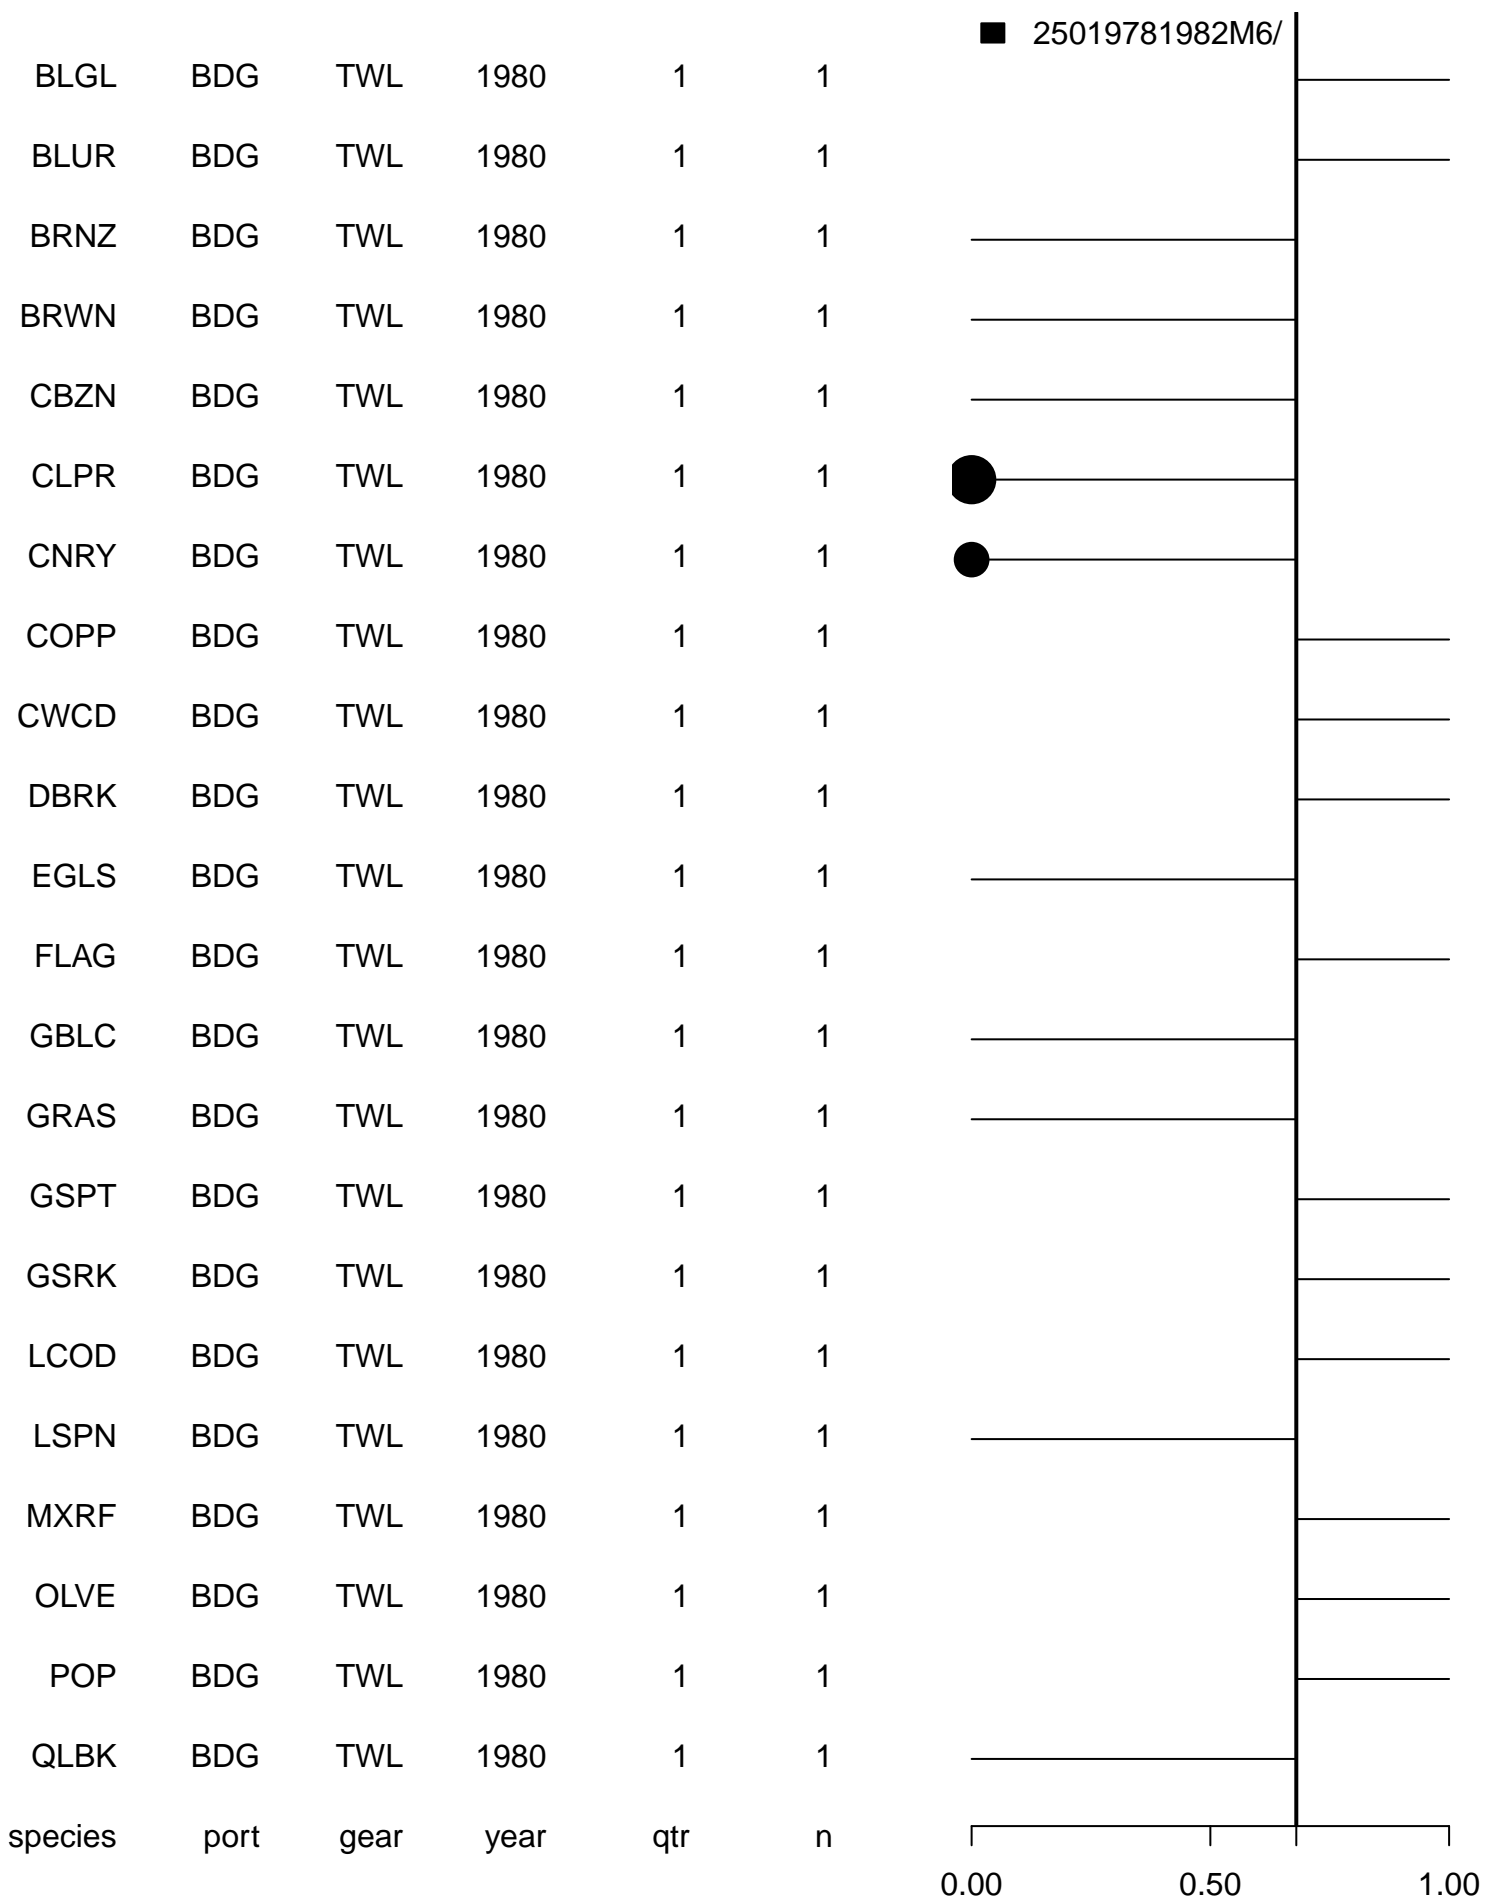 25019781982M6/
BLGL BDG TWL 1980 1 1
BLUR BDG TWL 1980 1 1
BRNZ BDG TWL 1980 1 1
BRWN BDG TWL 1980 1 1
CBZN BDG TWL 1980 1 1
CLPR BDG TWL 1980 1 1
CNRY BDG TWL 1980 1 1
COPP BDG TWL 1980 1 1
CWCD BDG TWL 1980 1 1
DBRK BDG TWL 1980 1 1
EGLS BDG TWL 1980 1 1
FLAG BDG TWL 1980 1 1
GBLC BDG TWL 1980 1 1
GRAS BDG TWL 1980 1 1
GSPT BDG TWL 1980 1 1
GSRK BDG TWL 1980 1 1
LCOD BDG TWL 1980 1 1
LSPN BDG TWL 1980 1 1
MXRF BDG TWL 1980 1 1
OLVE BDG TWL 1980 1 1
POP BDG TWL 1980 1 1
QLBK BDG TWL 1980 1 1
species port gear year qtr n
0.00 0.50 1.00